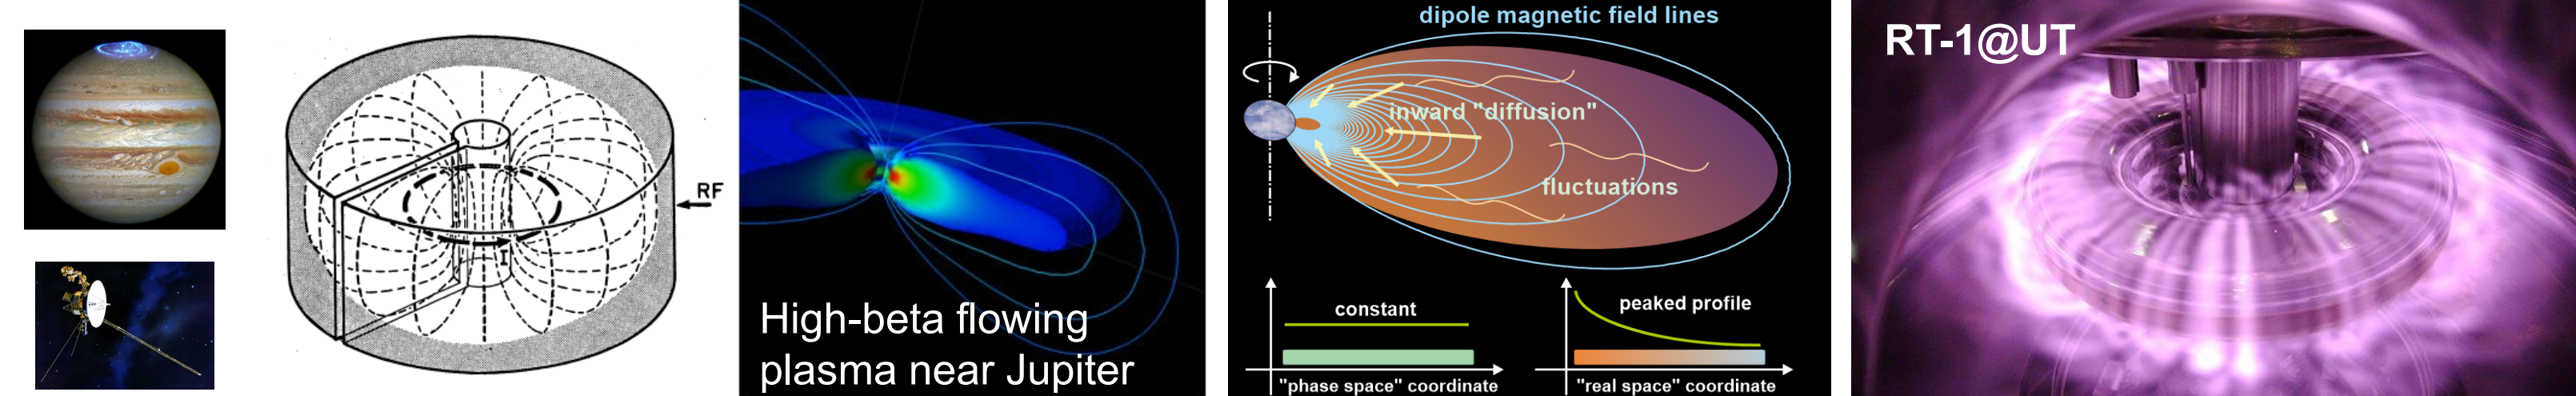 RF
I
High-beta flowing
plasma near Jupiter
dipole magnetic field lines
inward "diffusion"
fluctuations
constant
"phase space" coordinate
peaked profile
"real space" coordinate
RT-1@UT